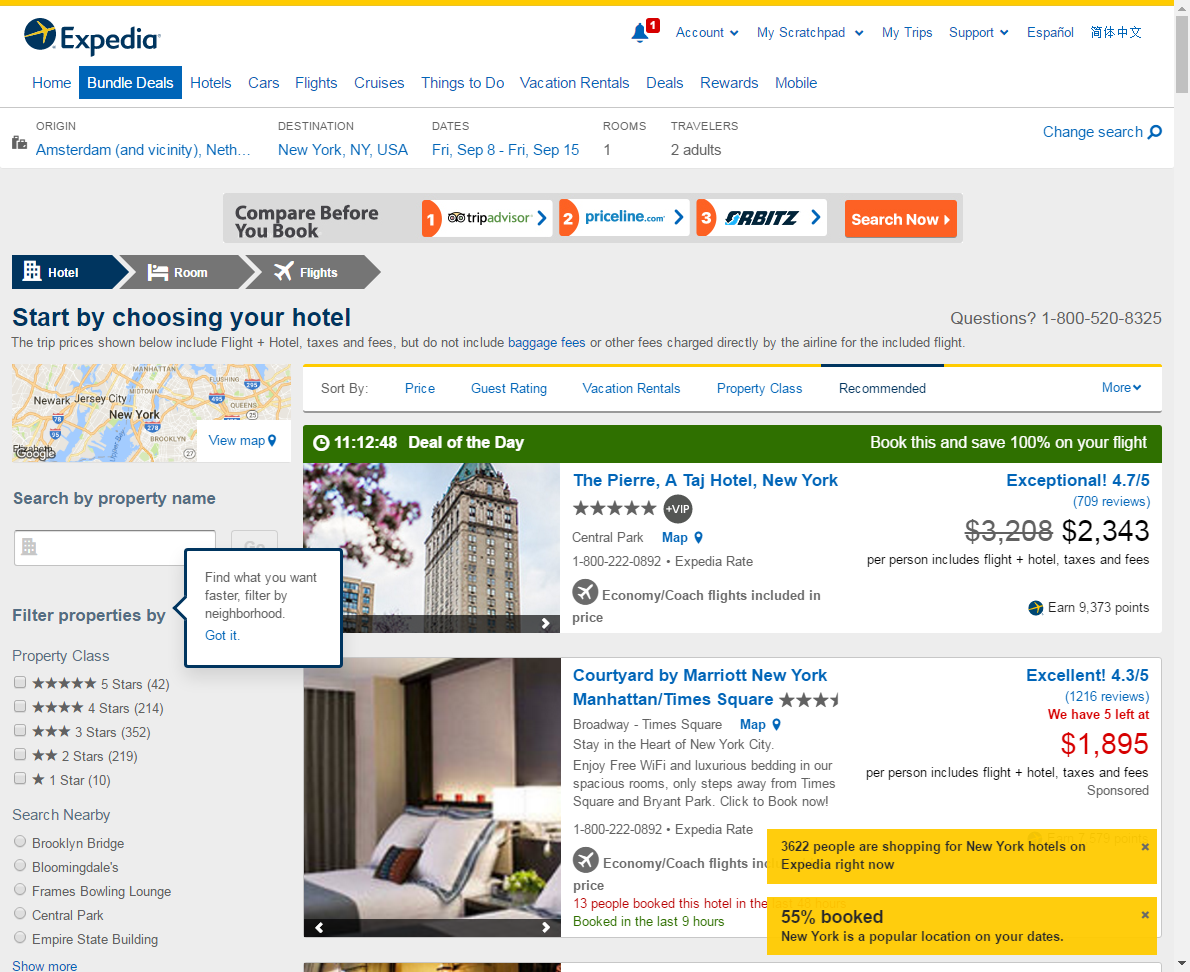 Expedia
1
Account
My Scratchpad
My Trips
Support
Español
简体中文
Home
Bundle Deals
Hotels
Cars
Flights
Cruises
Things to Do
Vacation Rentals
Deals
Rewards
Mobile
ORIGIN
Amsterdam (and vicinity), Neth...
DESTINATION
New York, NY, USA
DATES
Fri, Sep 8 - Fri, Sep 15
ROOMS
1
TRAVELERS
2 adults
Change search
Compare Before
You Book
1 tripadvisor
2 priceline.com
3 ORBITZ
Search Now
Hotel
Room
Flights
Start by choosing your hotel
Questions? 1-800-520-8325
The trip prices shown below include Flight + Hotel, taxes and fees, but do not include baggage fees or other fees charged directly by the airline for the included flight.
MANHATTAN
FLUSHING
295
Newark
Jersey City
MIDTOWN
495
QUEENS
New York
25
78
278
95
BROOKLYN
27
Google
View map
Sort By:
Price
Guest Rating
Vacation Rentals
Property Class
Recommended
More
Search by property name
Go
Find what you want
faster, filter by
neighborhood.
Got it.
Filter properties by
Property Class
5 Stars (42)
4 Stars (214)
3 Stars (352)
2 Stars (219)
1 Star (10)
Search Nearby
Brooklyn Bridge
Bloomingdale's
Frames Bowling Lounge
Central Park
Empire State Building
Show more
11:12:48 Deal of the Day
Book this and save 100% on your flight
The Pierre, A Taj Hotel, New York
+VIP
Central Park
Map
1-800-222-0892 • Expedia Rate
Economy/Coach flights included in
price
Exceptional! 4.7/5
(709 reviews)
$3,208 $2,343
per person includes flight + hotel, taxes and fees
Earn 9,373 points
Courtyard by Marriott New York
Manhattan/Times Square
Broadway - Times Square
Map
Stay in the Heart of New York City.
Enjoy Free WiFi and luxurious bedding in our
spacious rooms, only steps away from Times
Square and Bryant Park. Click to Book now!
1-800-222-0892 • Expedia Rate
Economy/Coach flights inc
price
13 people booked this hotel in the last 48 hours
Booked in the last 9 hours
Excellent! 4.3/5
(1216 reviews)
We have 5 left at
$1,895
per person includes flight + hotel, taxes and fees
Sponsored
3622 people are shopping for New York hotels on
Expedia right now
55% booked
New York is a popular location on your dates.